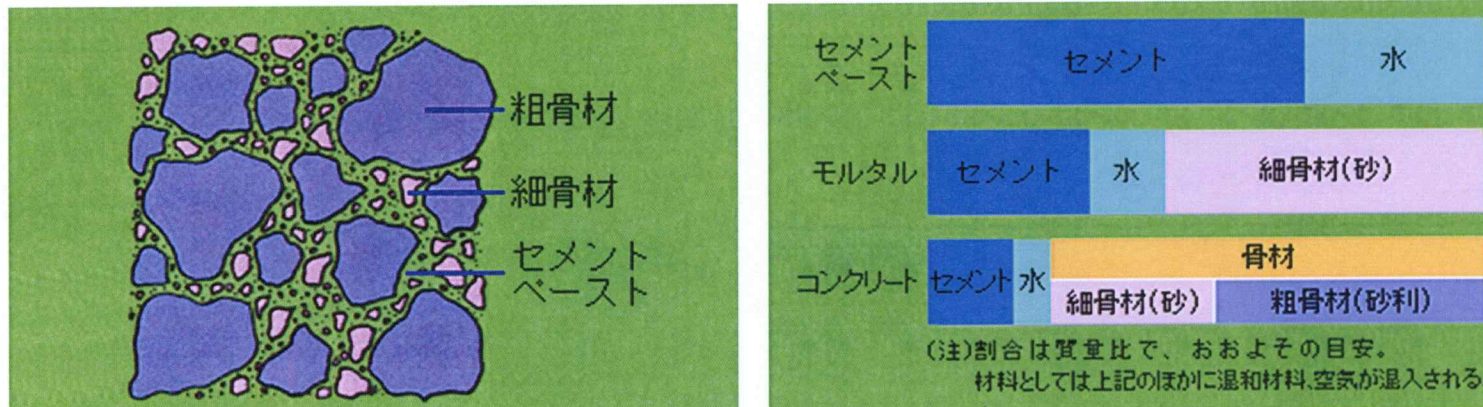 粗骨材
細骨材
セメント
ペースト
セメント
ペースト
セメント
水
モルタル
セメント
水
細骨材(砂)
コンクリート
セメント
水
骨材
細骨材(砂)
粗骨材(砂利)
(注)割合は質量比で、おおよその目安。
材料としては上記のほかに混和材料、空気が混入される